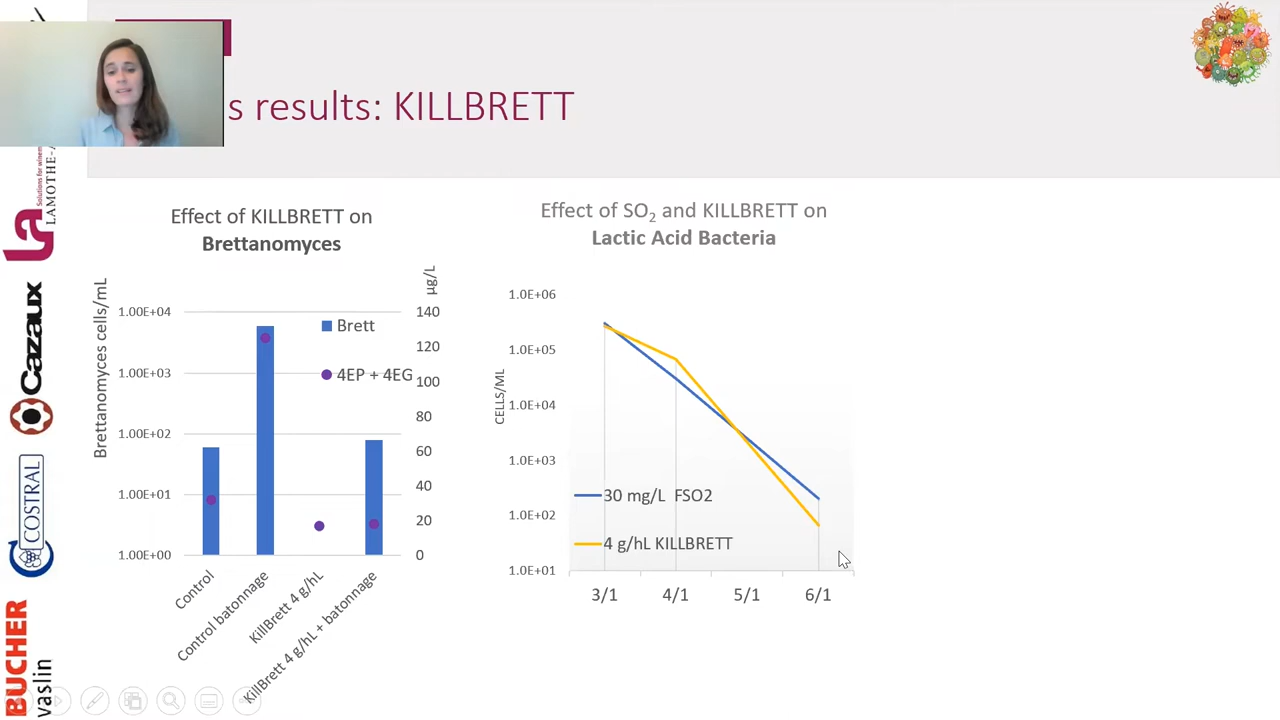 s results: KILLBRETT
Solutions for winem
LAMOTHE-A
La
Cazaux
COSTRAL
BUCHER
vaslin
Effect of KILLBRETT on
Brettanomyces
Brettanomyces cells/mL
µg/L
1.00E+04
1.00E+03
1.00E+02
1.00E+01
1.00E+00
140
120
100
80
60
40
20
0
Brett
4EP + 4EG
Control
Control batonnage
KillBrett 4 g/hL
KillBrett 4 g/hL + batonnage
Effect of SO₂ and KILLBRETT on
Lactic Acid Bacteria
CELLS/ML
1.0E+06
1.0E+05
1.0E+04
1.0E+03
1.0E+02
1.0E+01
30 mg/L FSO2
4 g/hL KILLBRETT
3/1
4/1
5/1
6/1